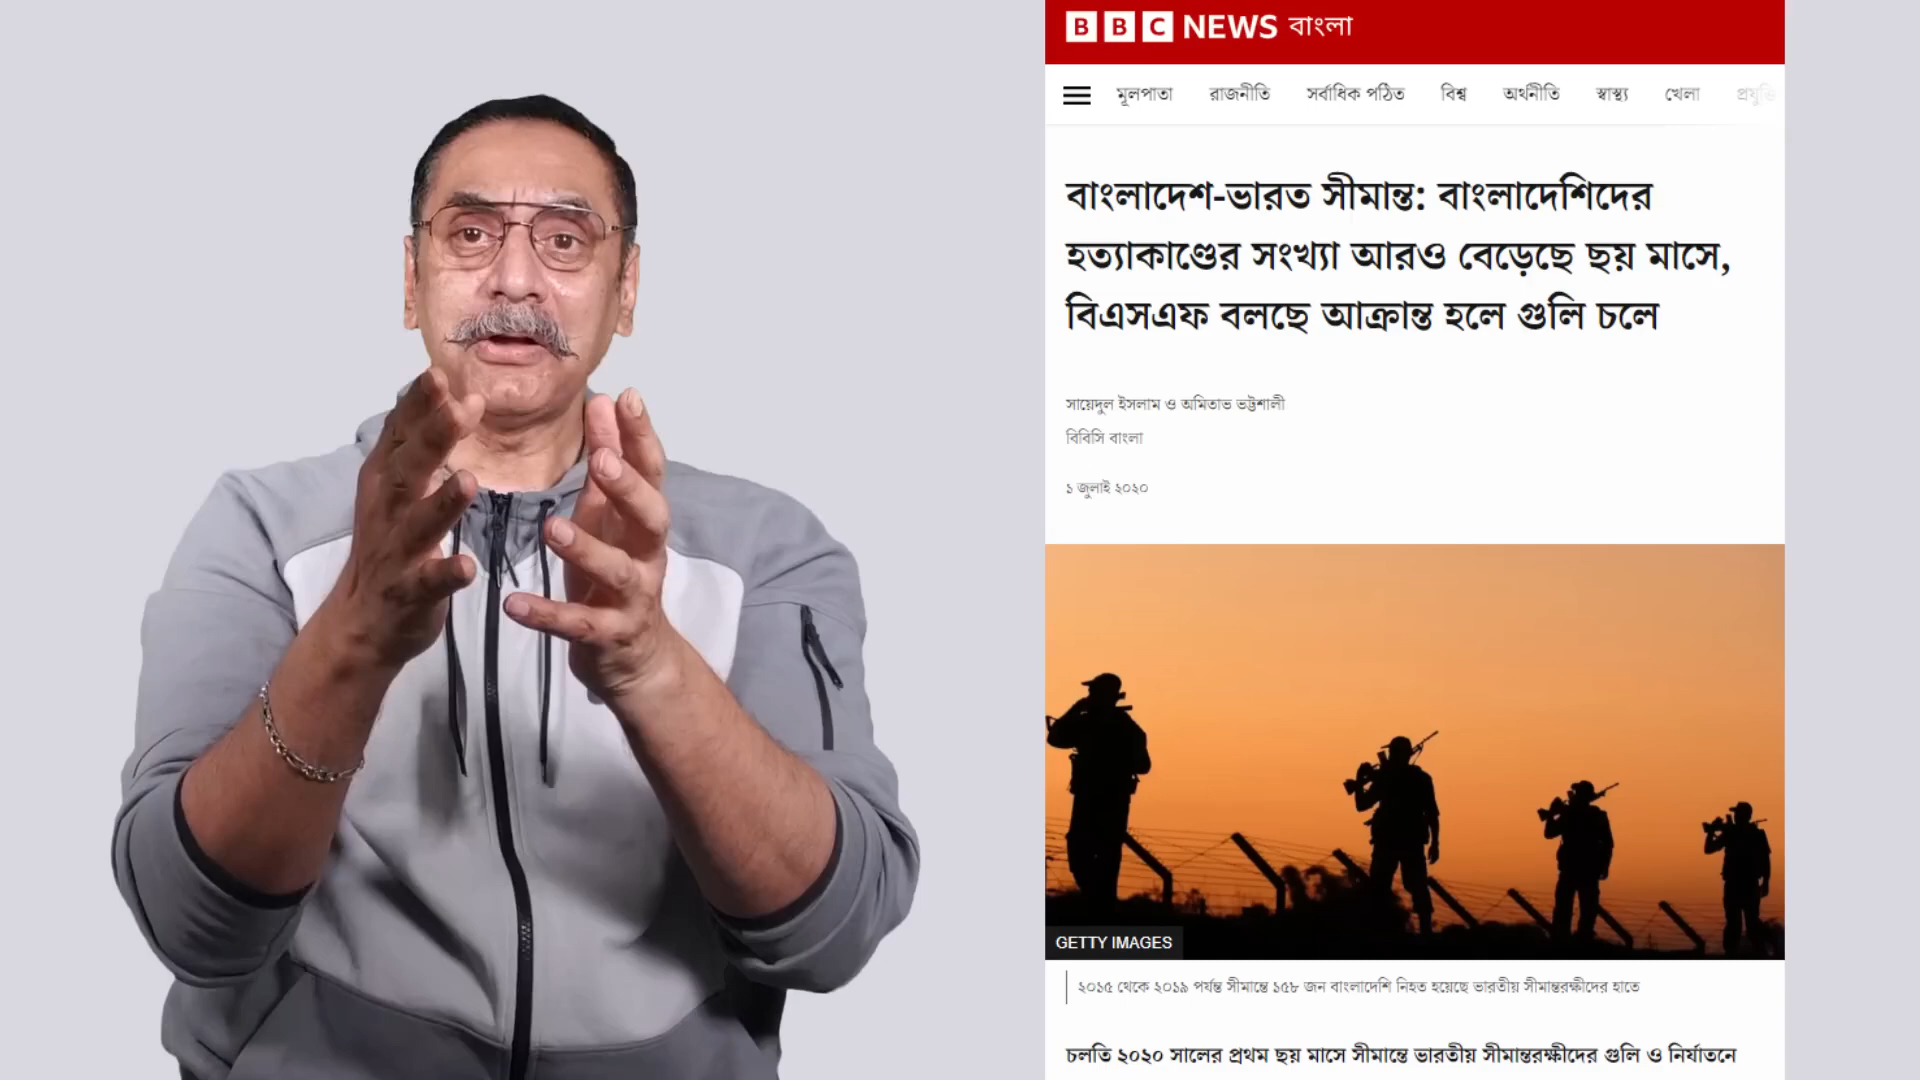 BBC NEWS বাংলা
মূলপাতা রাজনীতি সর্বাধিক পঠিত বিশ্ব অর্থনীতি স্বাস্থ্য খেলা প্রযুক্তি
বাংলাদেশ-ভারত সীমান্ত: বাংলাদেশিদের
হত্যাকাণ্ডের সংখ্যা আরও বেড়েছে ছয় মাসে,
বিএসএফ বলছে আক্রান্ত হলে গুলি চলে
সায়েদুল ইসলাম ও অমিতাভ ভট্টশালী
বিবিসি বাংলা
১ জুলাই ২০২০
GETTY IMAGES
২০১৫ থেকে ২০১৯ পর্যন্ত সীমান্তে ১৫৮ জন বাংলাদেশি নিহত হয়েছে ভারতীয় সীমান্তরক্ষীদের হাতে
চলতি ২০২০ সালের প্রথম ছয় মাসে সীমান্তে ভারতীয় সীমান্তরক্ষীদের গুলি ও নির্যাতনে